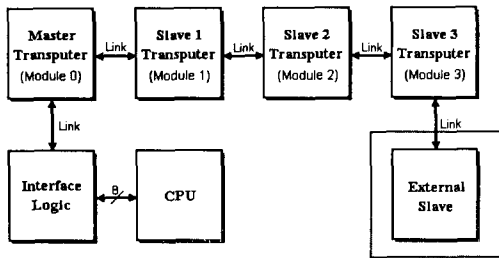 Master
Transputer
(Module 0)
Link
Slave 1
Transputer
(Module 1)
Link
Slave 2
Transputer
(Module 2)
Link
Slave 3
Transputer
(Module 3)
Link
Link
Interface
Logic
8
CPU
External
Slave